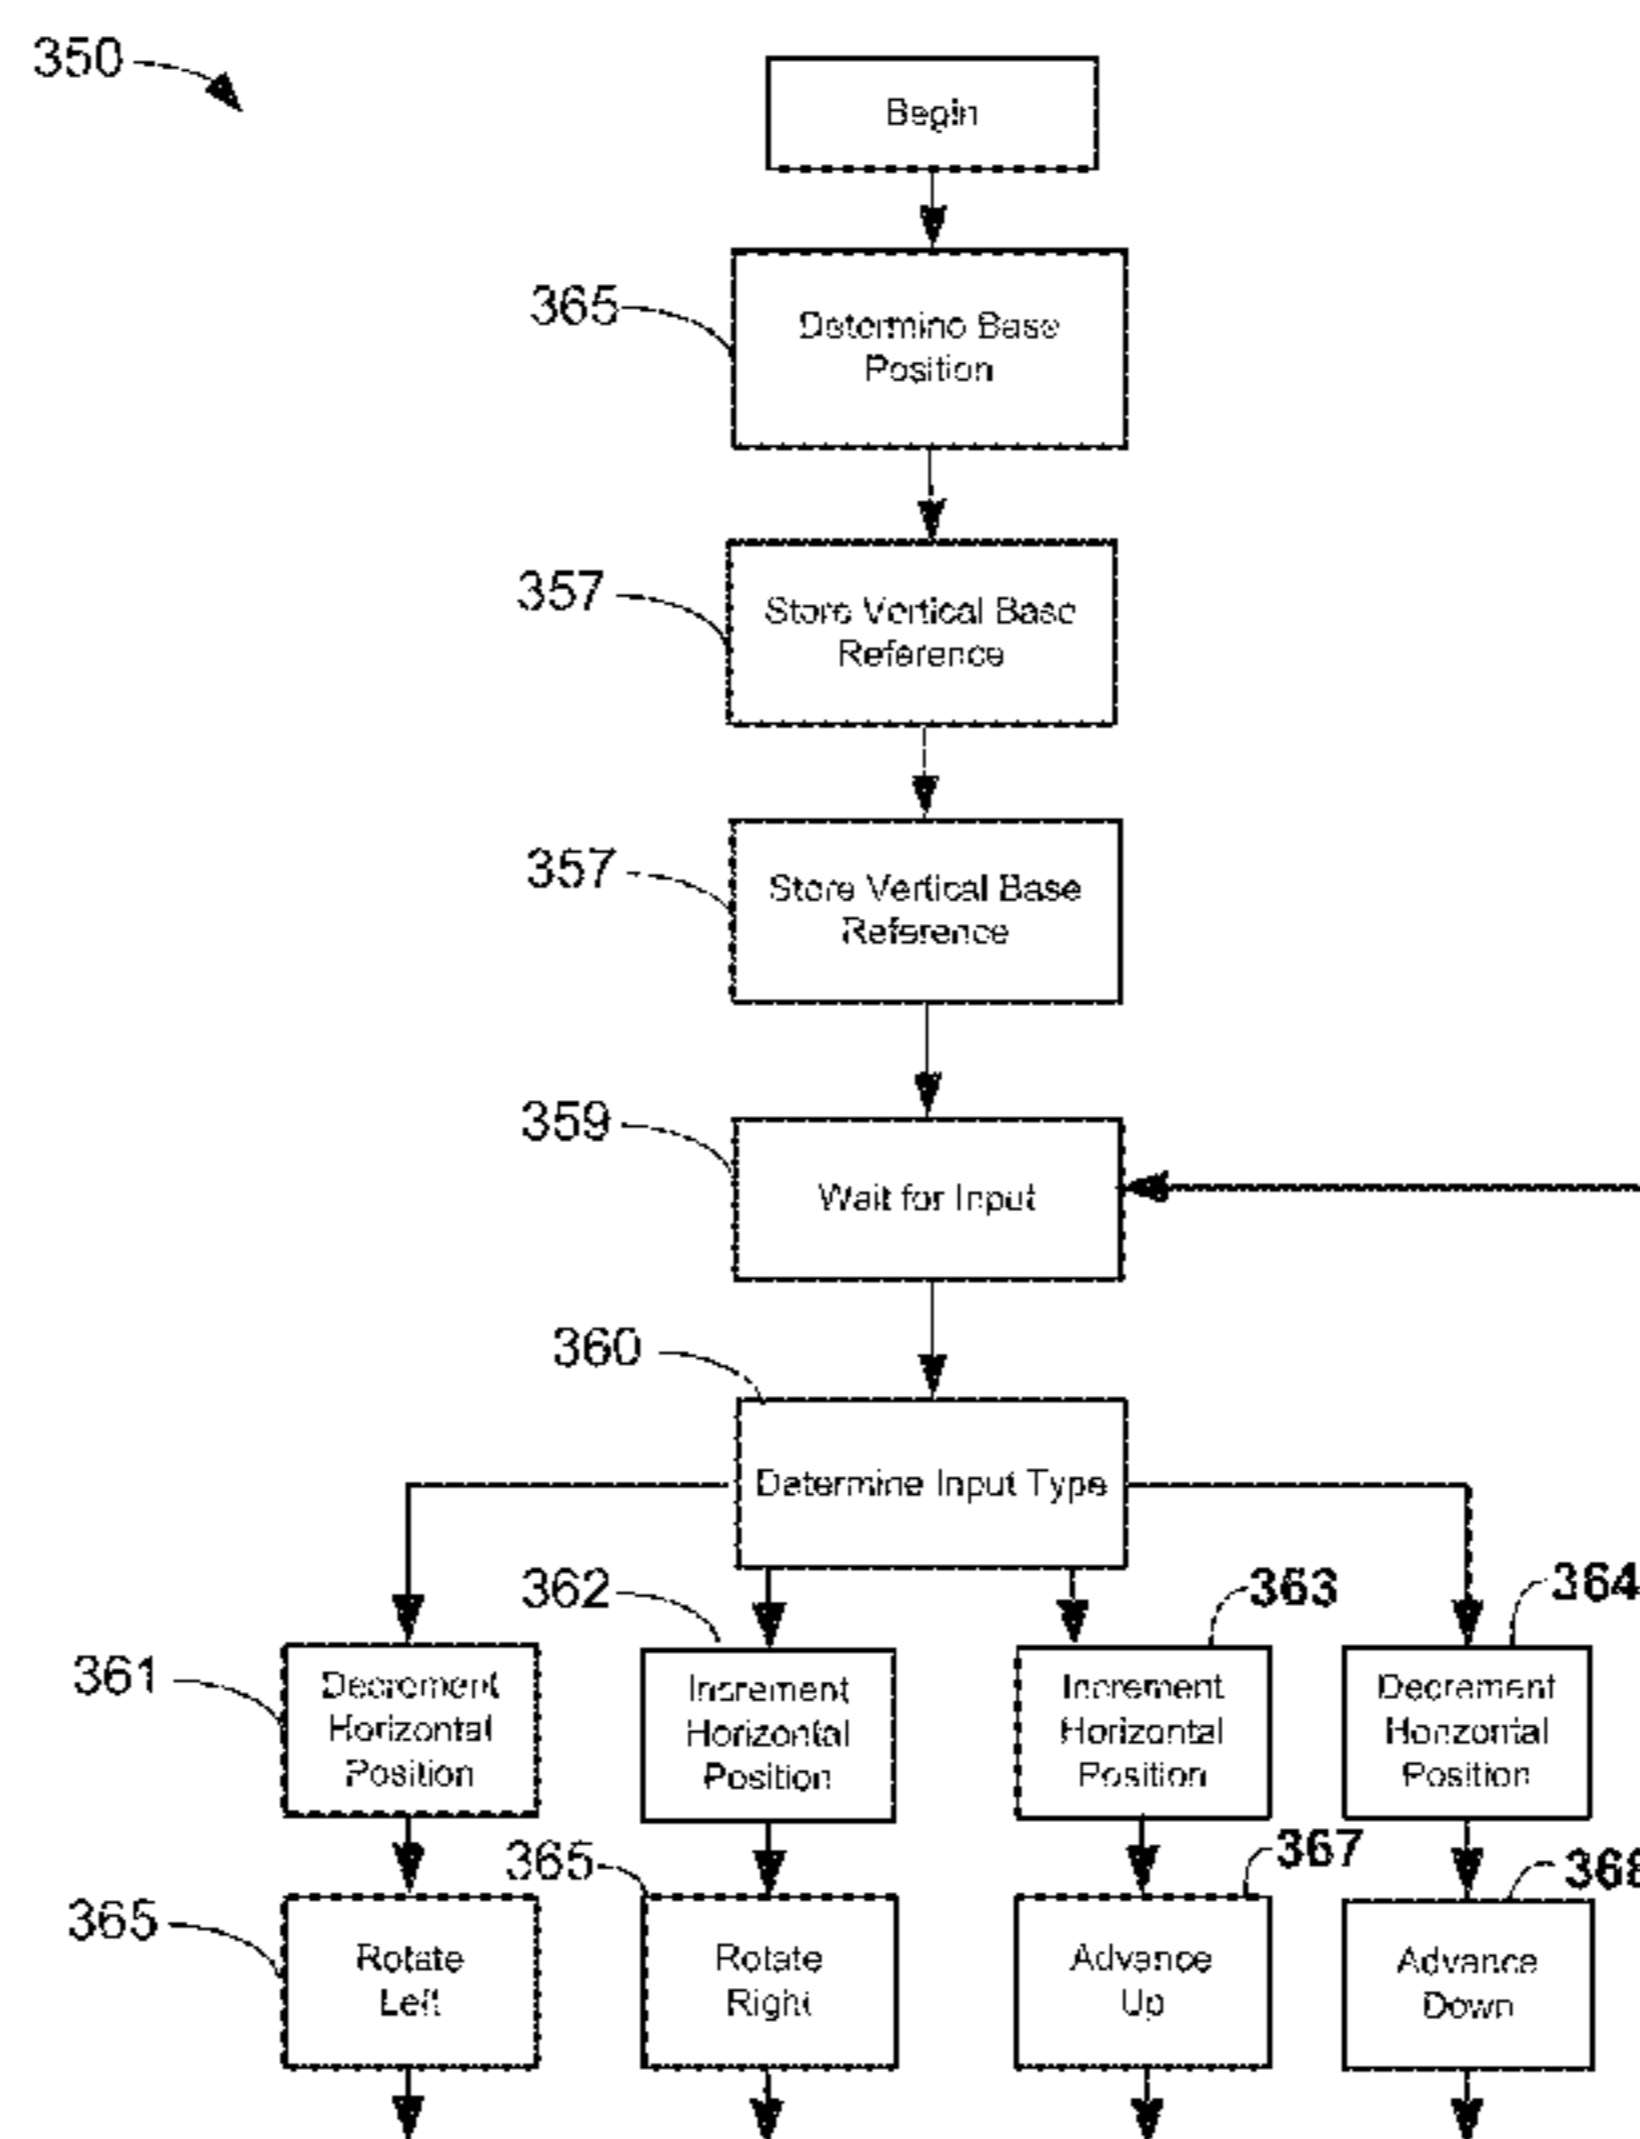 350
Begin
365
Determine Base
Position
357
Store Vertical Base
Reference
357
Store Vertical Base
Reference
359
Wait for Input
360
Determine Input Type
361
Decrement
Horizontal
Position
362
Increment
Horizontal
Position
363
Increment
Horizontal
Position
364
Decrement
Horizontal
Position
365
Rotate
Left
365
Rotate
Right
367
Advance
Up
368
Advance
Down